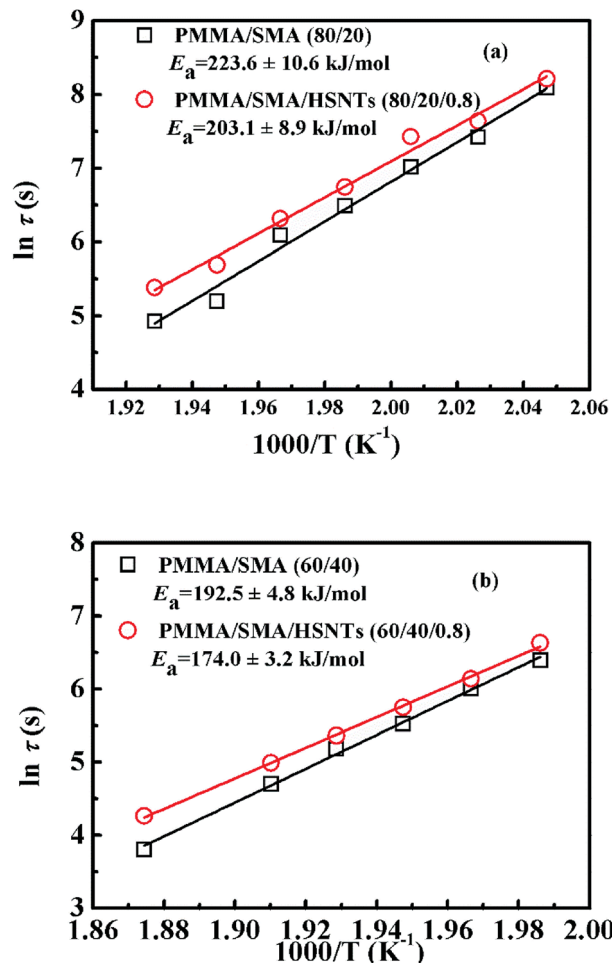 PMMA/SMA (80/20)
(a)
Ea=223.6 ± 10.6 kJ/mol
PMMA/SMA/HSNTs (80/20/0.8)
Ea=203.1 ± 8.9 kJ/mol
ln τ (s)
9
8
7
6
5
4
1.92 1.94 1.96 1.98 2.00 2.02 2.04 2.06
1000/T (K⁻¹)
PMMA/SMA (60/40)
(b)
Ea=192.5 ± 4.8 kJ/mol
PMMA/SMA/HSNTs (60/40/0.8)
Ea=174.0 ± 3.2 kJ/mol
ln τ (s)
8
7
6
5
4
3
1.86 1.88 1.90 1.92 1.94 1.96 1.98 2.00
1000/T (K⁻¹)